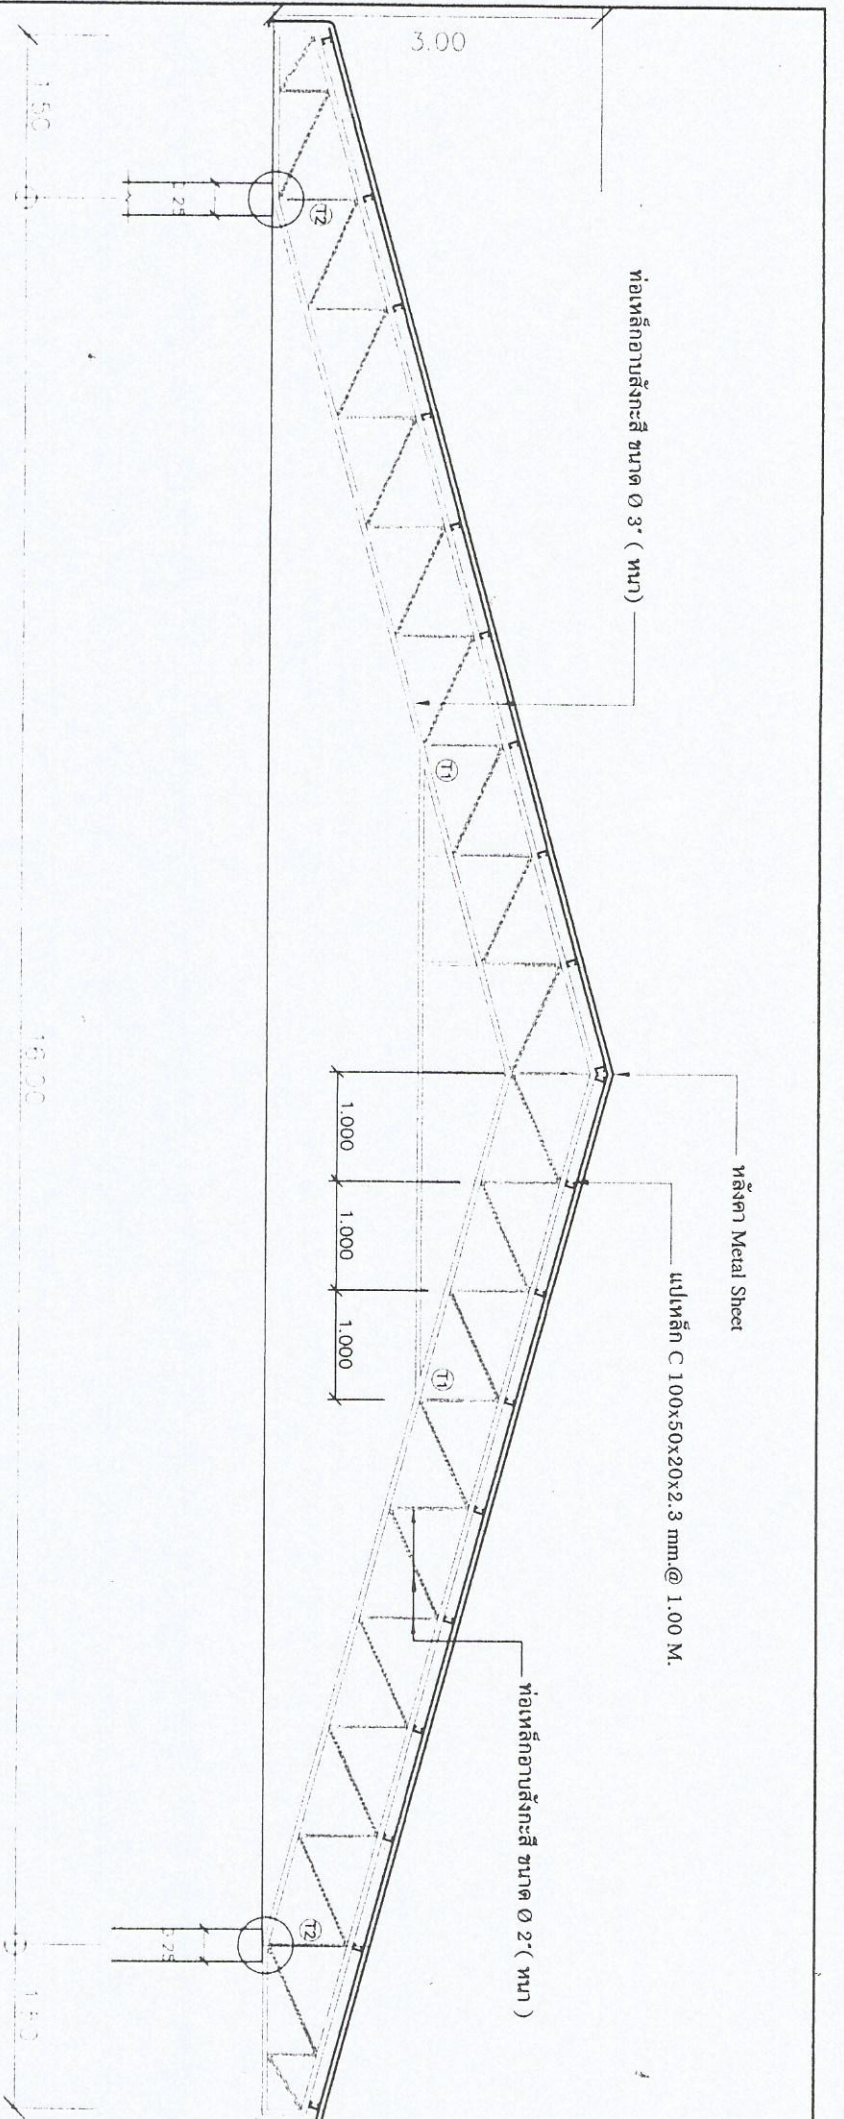 3.00
ท่อเหล็กอาบสังกะสี ขนาด Ø 3" ( หนา)
หลังคา Metal Sheet
แปเหล็ก C 100x50x20x2.3 mm.@ 1.00 M.
ท่อเหล็กอาบสังกะสี ขนาด Ø 2"( หนา )
T2
T1
T1
T2
1.000
1.000
1.000
1.50
16.00
1.50